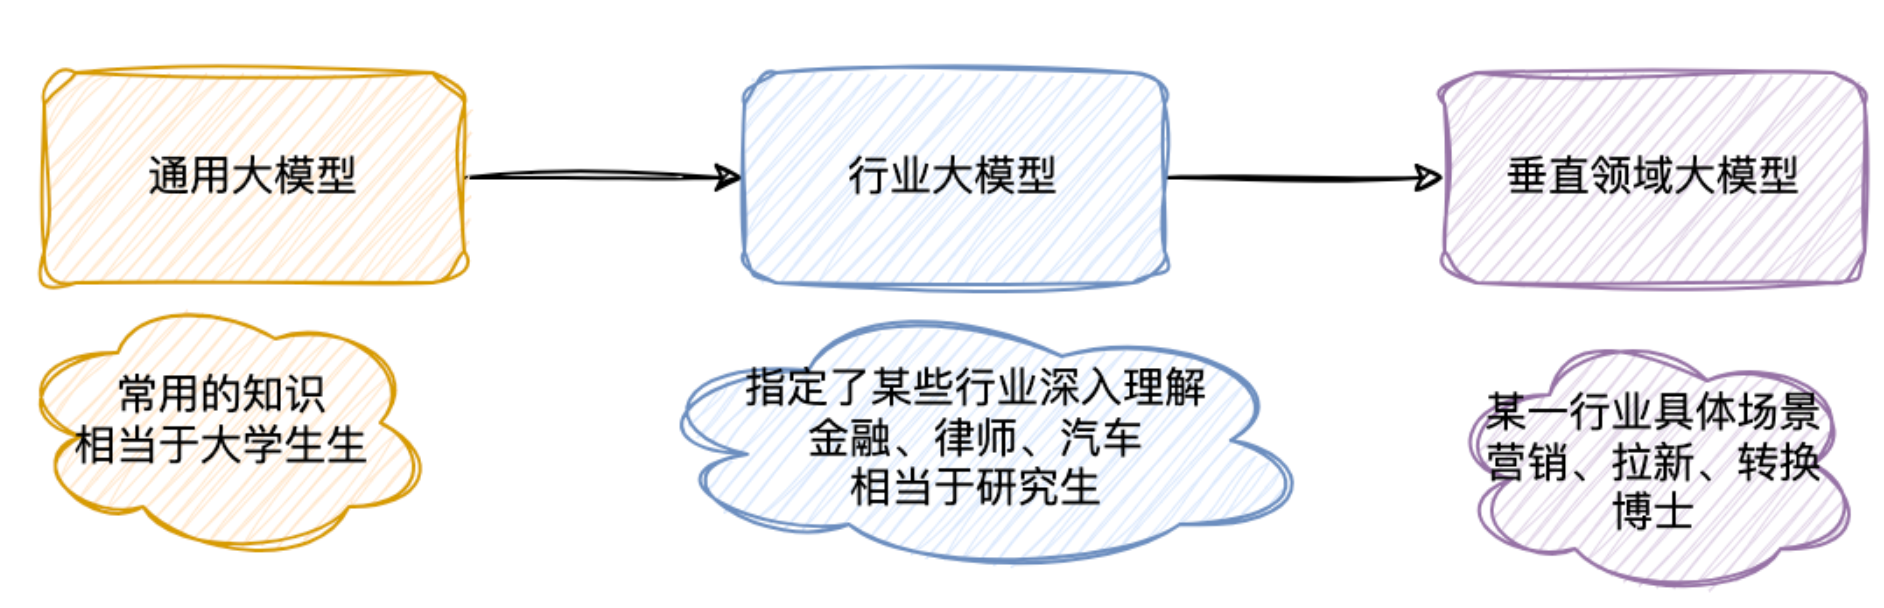 通用大模型
行业大模型
垂直领域大模型
常用的知识
相当于大学生生
指定了某些行业深入理解
金融、律师、汽车
相当于研究生
某一行业具体场景
营销、拉新、转换
博士